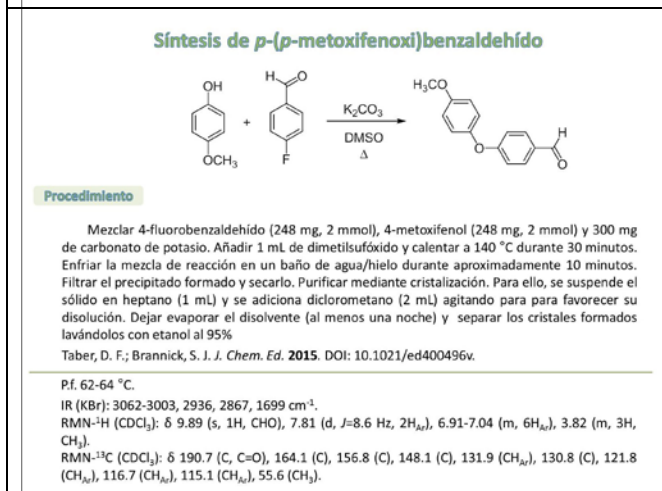 Síntesis de p-(p-metoxifenoxi)benzaldehído
OH
OCH₃
+
H
O
F
K₂CO₃
DMSO
Δ
H₃CO
O
H
O
Procedimiento
Mezclar 4-fluorobenzaldehído (248 mg, 2 mmol), 4-metoxifenol (248 mg, 2 mmol) y 300 mg
de carbonato de potasio. Añadir 1 mL de dimetilsufóxido y calentar a 140 °C durante 30 minutos.
Enfriar la mezcla de reacción en un baño de agua/hielo durante aproximadamente 10 minutos.
Filtrar el precipitado formado y secarlo. Purificar mediante cristalización. Para ello, se suspende el
sólido en heptano (1 mL) y se adiciona diclorometano (2 mL) agitando para para favorecer su
disolución. Dejar evaporar el disolvente (al menos una noche) y separar los cristales formados
lavándolos con etanol al 95%
Taber, D. F.; Brannick, S. J. J. Chem. Ed. 2015. DOI: 10.1021/ed400496v.
P.f. 62-64 °C.
IR (KBr): 3062-3003, 2936, 2867, 1699 cm⁻¹.
RMN-¹H (CDCl₃): δ 9.89 (s, 1H, CHO), 7.81 (d, J=8.6 Hz, 2H_Ar), 6.91-7.04 (m, 6H_Ar), 3.82 (m, 3H,
CH₃).
RMN-¹³C (CDCl₃): δ 190.7 (C, C=O), 164.1 (C), 156.8 (C), 148.1 (C), 131.9 (CH_Ar), 130.8 (C), 121.8
(CH_Ar), 116.7 (CH_Ar), 115.1 (CH_Ar), 55.6 (CH₃).